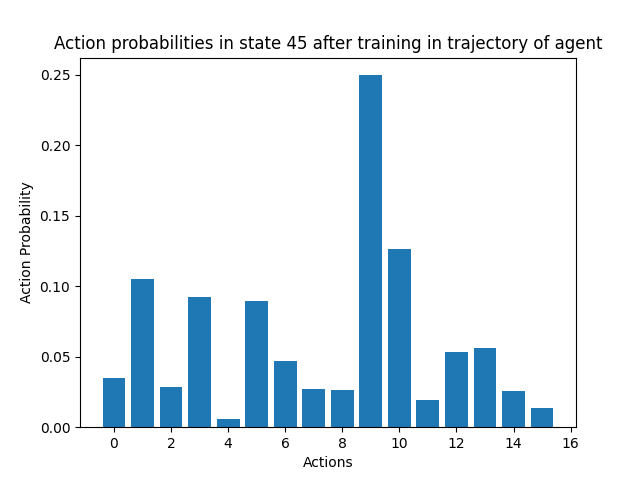 Action probabilities in state 45 after training in trajectory of agent
0.25
0.20
0.15
0.10
0.05
0.00
Action Probability
0 2 4 6 8 10 12 14 16
Actions